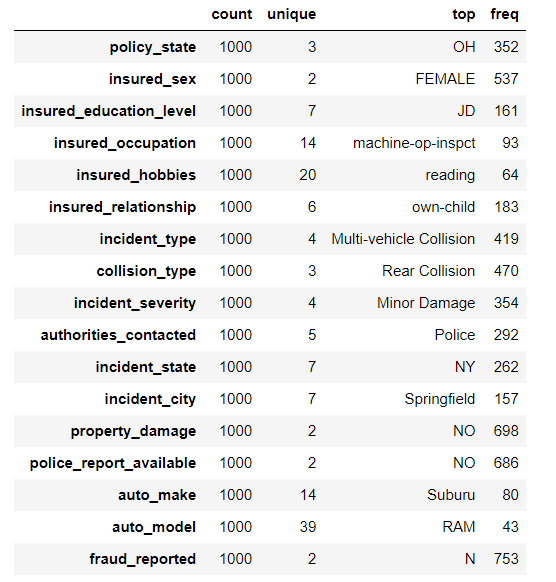 count unique top freq
policy_state 1000 3 OH 352
insured_sex 1000 2 FEMALE 537
insured_education_level 1000 7 JD 161
insured_occupation 1000 14 machine-op-inspct 93
insured_hobbies 1000 20 reading 64
insured_relationship 1000 6 own-child 183
incident_type 1000 4 Multi-vehicle Collision 419
collision_type 1000 3 Rear Collision 470
incident_severity 1000 4 Minor Damage 354
authorities_contacted 1000 5 Police 292
incident_state 1000 7 NY 262
incident_city 1000 7 Springfield 157
property_damage 1000 2 NO 698
police_report_available 1000 2 NO 686
auto_make 1000 14 Suburu 80
auto_model 1000 39 RAM 43
fraud_reported 1000 2 N 753